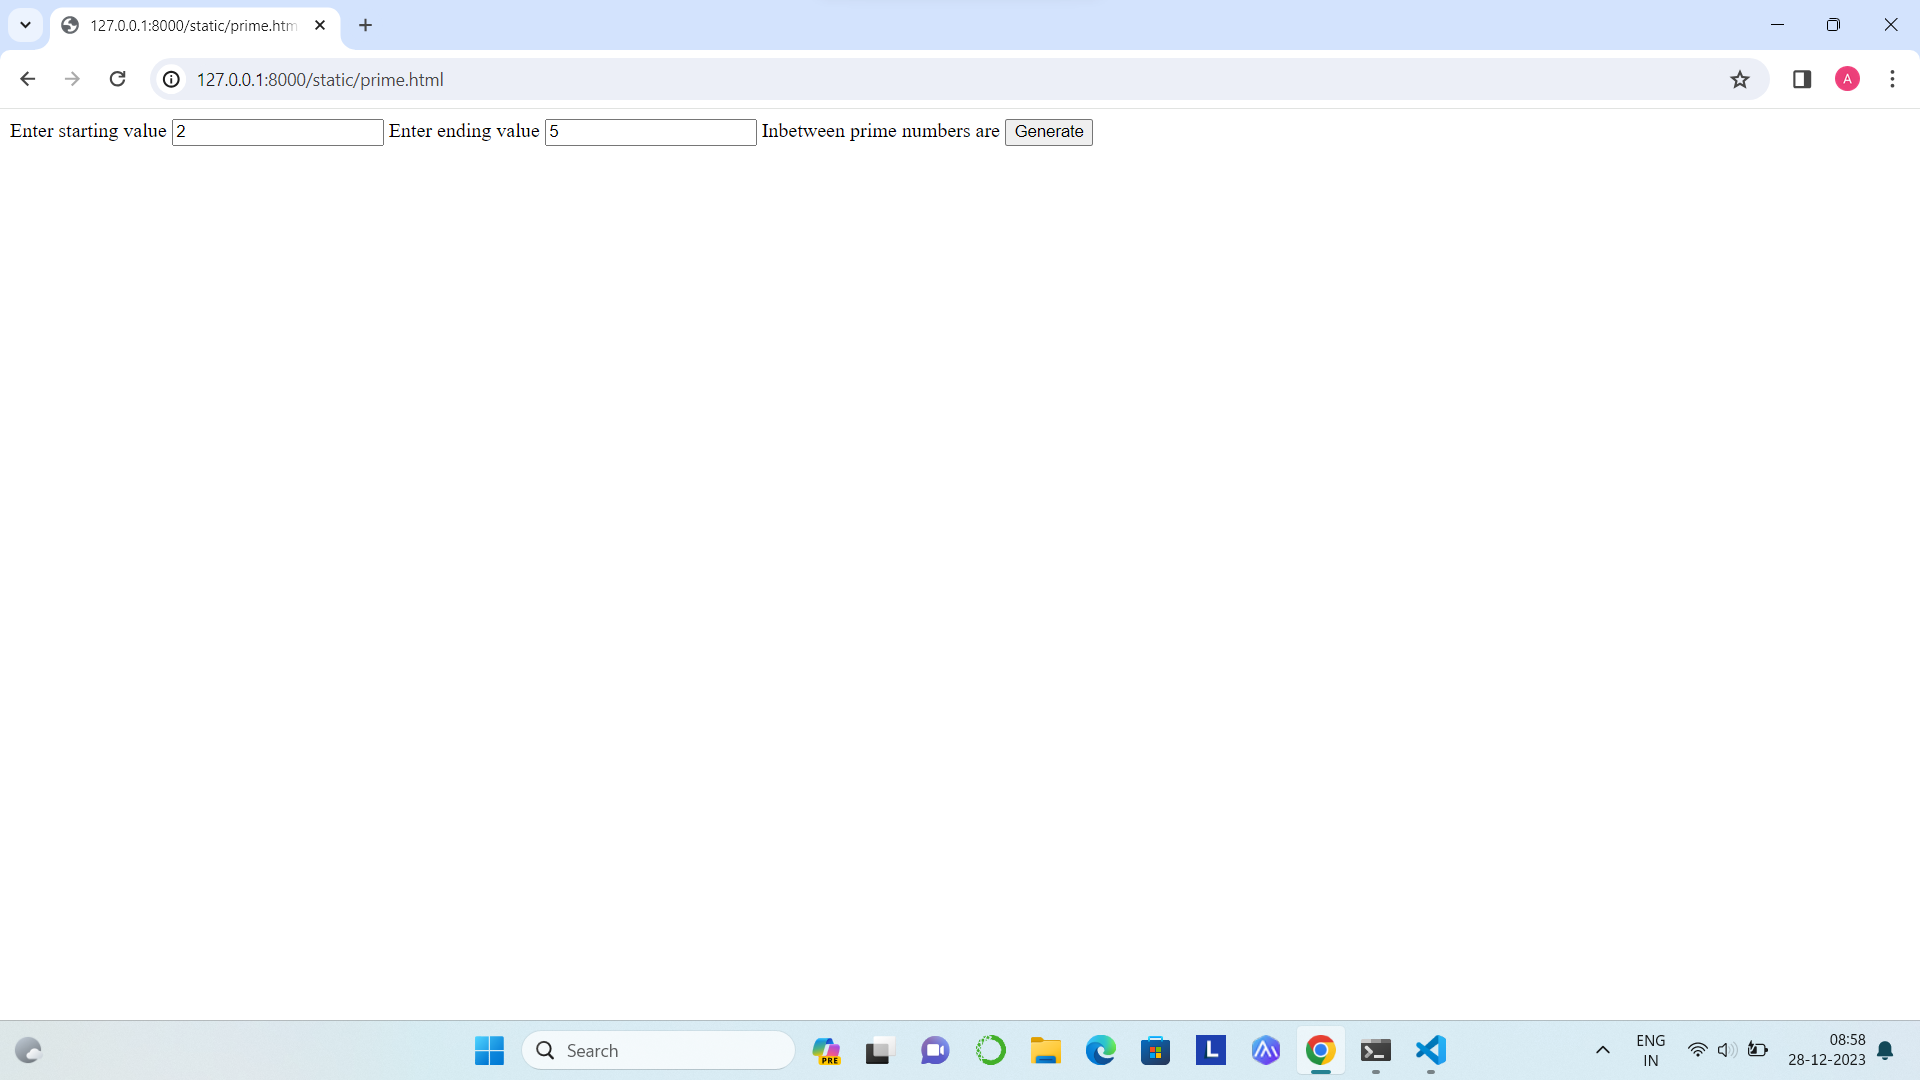 127.0.0.1:8000/static/prime.htm
127.0.0.1:8000/static/prime.html
A
Enter starting value 2 Enter ending value 5 Inbetween prime numbers are Generate
Search
PRE
L
ENG
IN
08:58
28-12-2023